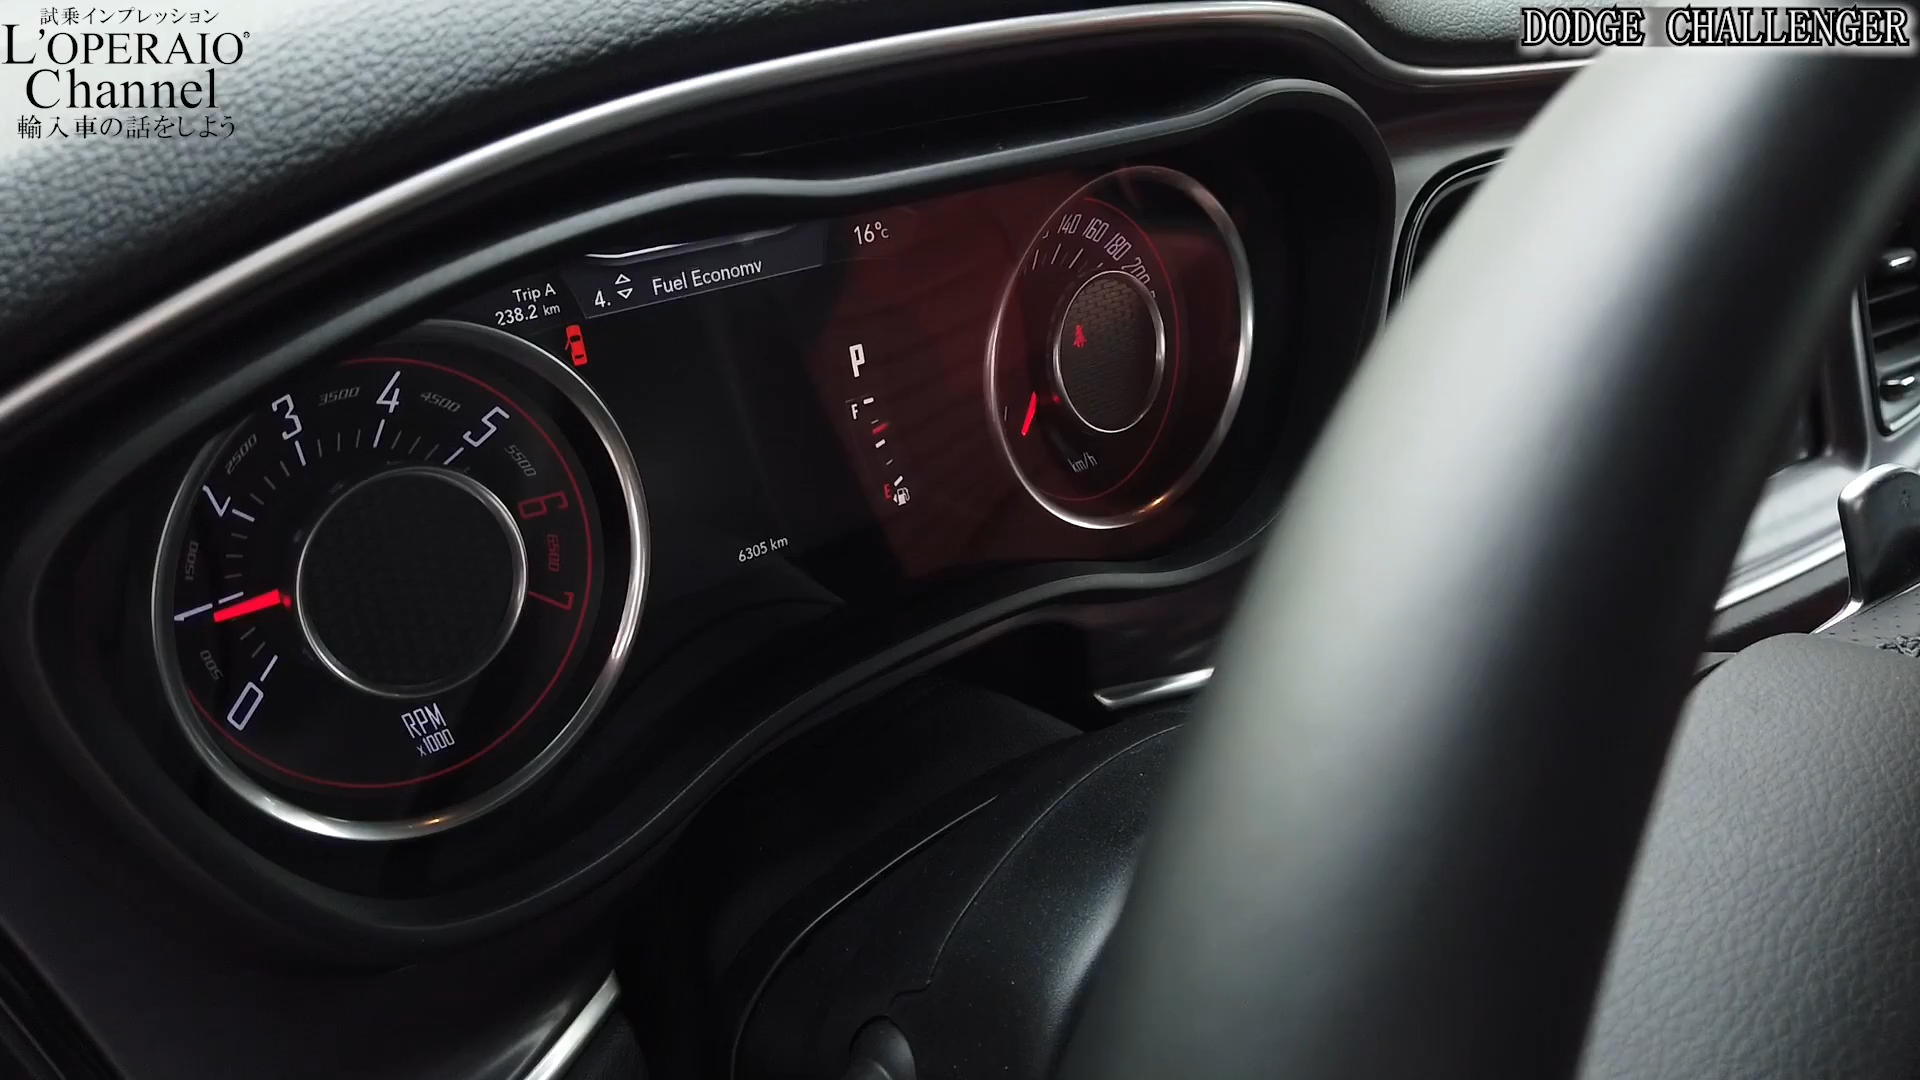 試乗インプレッション
L'OPERAIO®
Channel
輸入車の話をしよう
DODGE CHALLENGER
16°C
140 160 180
Trip A
238.2 km
4. Fuel Economy
P
F
E
km/h
6305 km
0 500 1 1500 2 2500 3 3500 4 4500 5 5500 6 6500 7
RPM
x1000